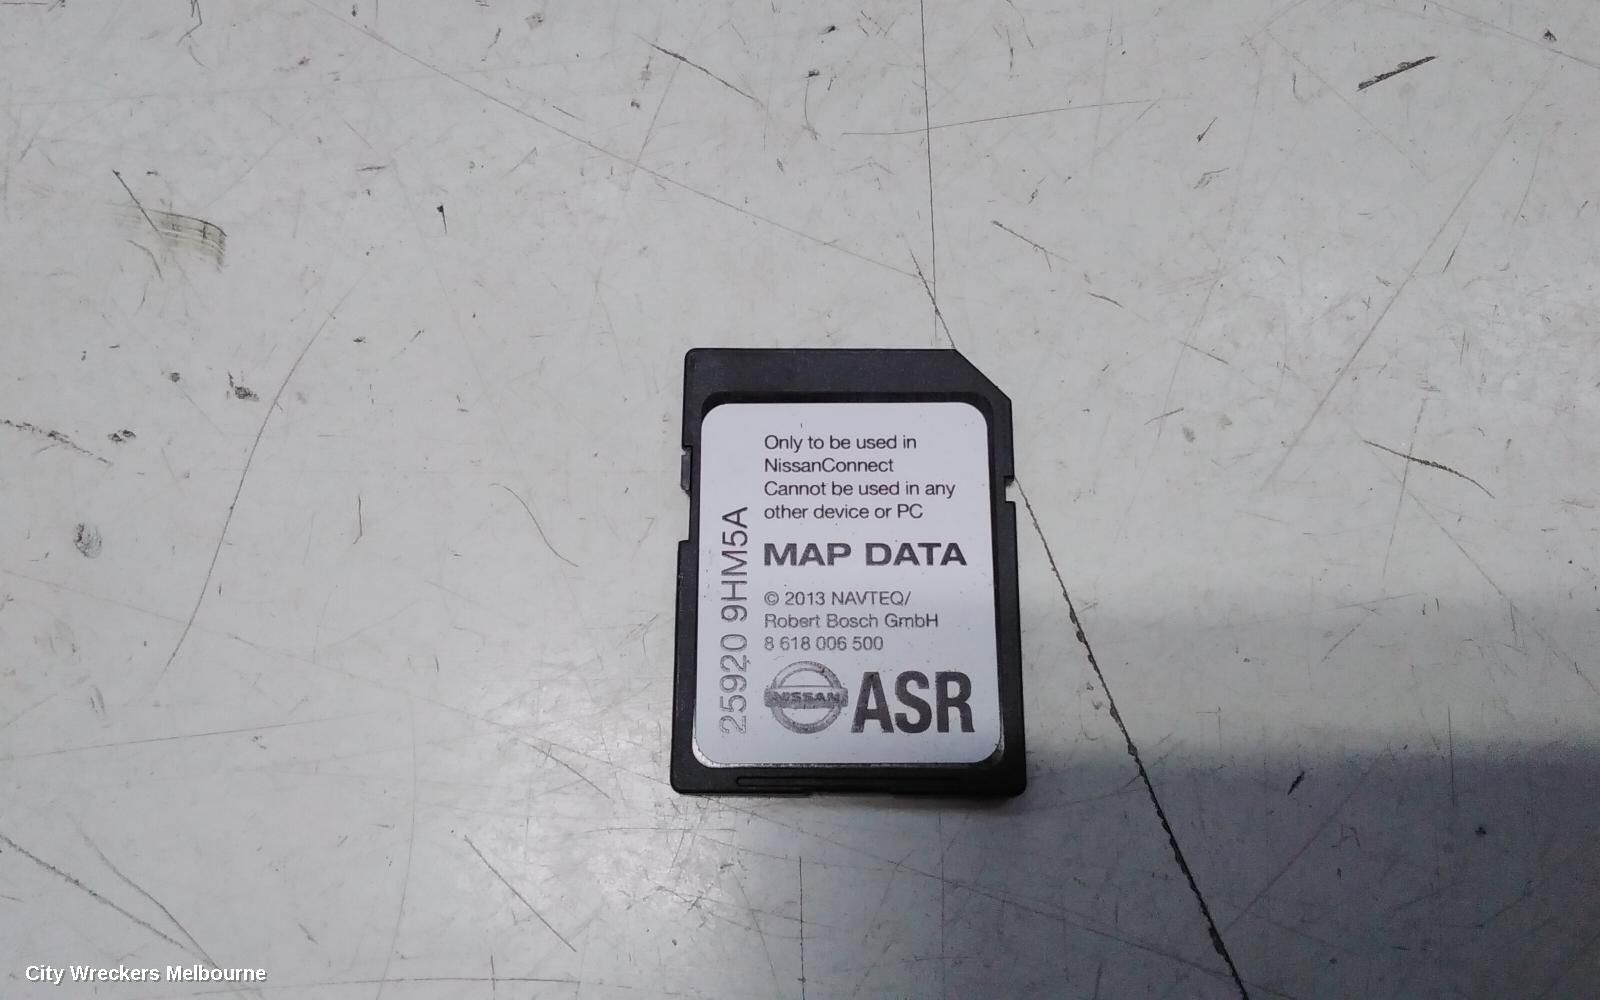 Only to be used in
NissanConnect
Cannot be used in any
other device or PC
MAP DATA
© 2013 NAVTEQ/
Robert Bosch GmbH
8 618 006 500
NISSAN ASR
25920 9HM5A
City Wreckers Melbourne